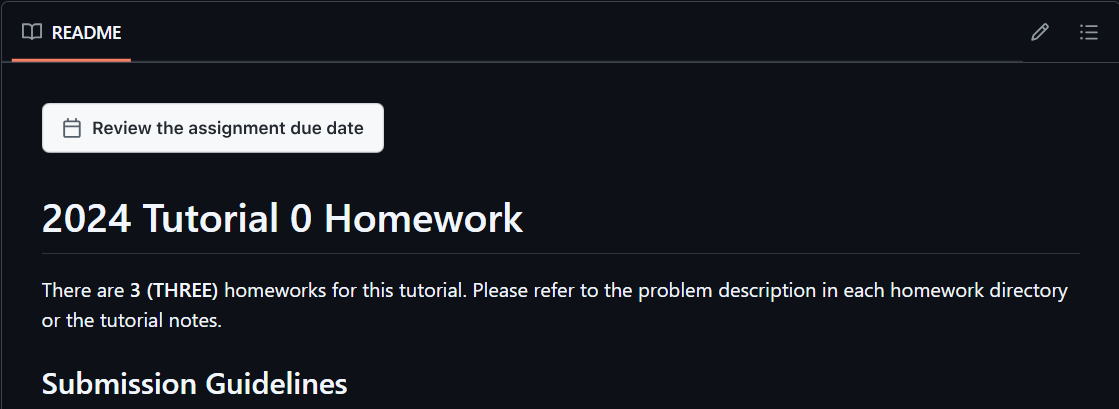 README
Review the assignment due date
2024 Tutorial 0 Homework
There are 3 (THREE) homeworks for this tutorial. Please refer to the problem description in each homework directory
or the tutorial notes.
Submission Guidelines